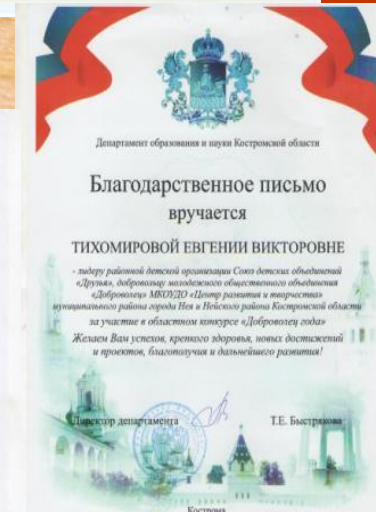 Департамент образования и науки Костромской области
Благодарственное письмо
вручается
ТИХОМИРОВОЙ ЕВГЕНИИ ВИКТОРОВНЕ
- лидеру районной детской организации Союз детских объединений
«Друзья», добровольцу молодежного общественного объединения
«Доброволец» МКОУДО «Центр развития и творчества»
муниципального района города Нея и Нейского района Костромской области
за участие в областном конкурсе «Доброволец года»
Желаем Вам успехов, крепкого здоровья, новых достижений
и проектов, благополучия и дальнейшего развития!
Директор департамента Т.Е. Быстрякова
Кострома